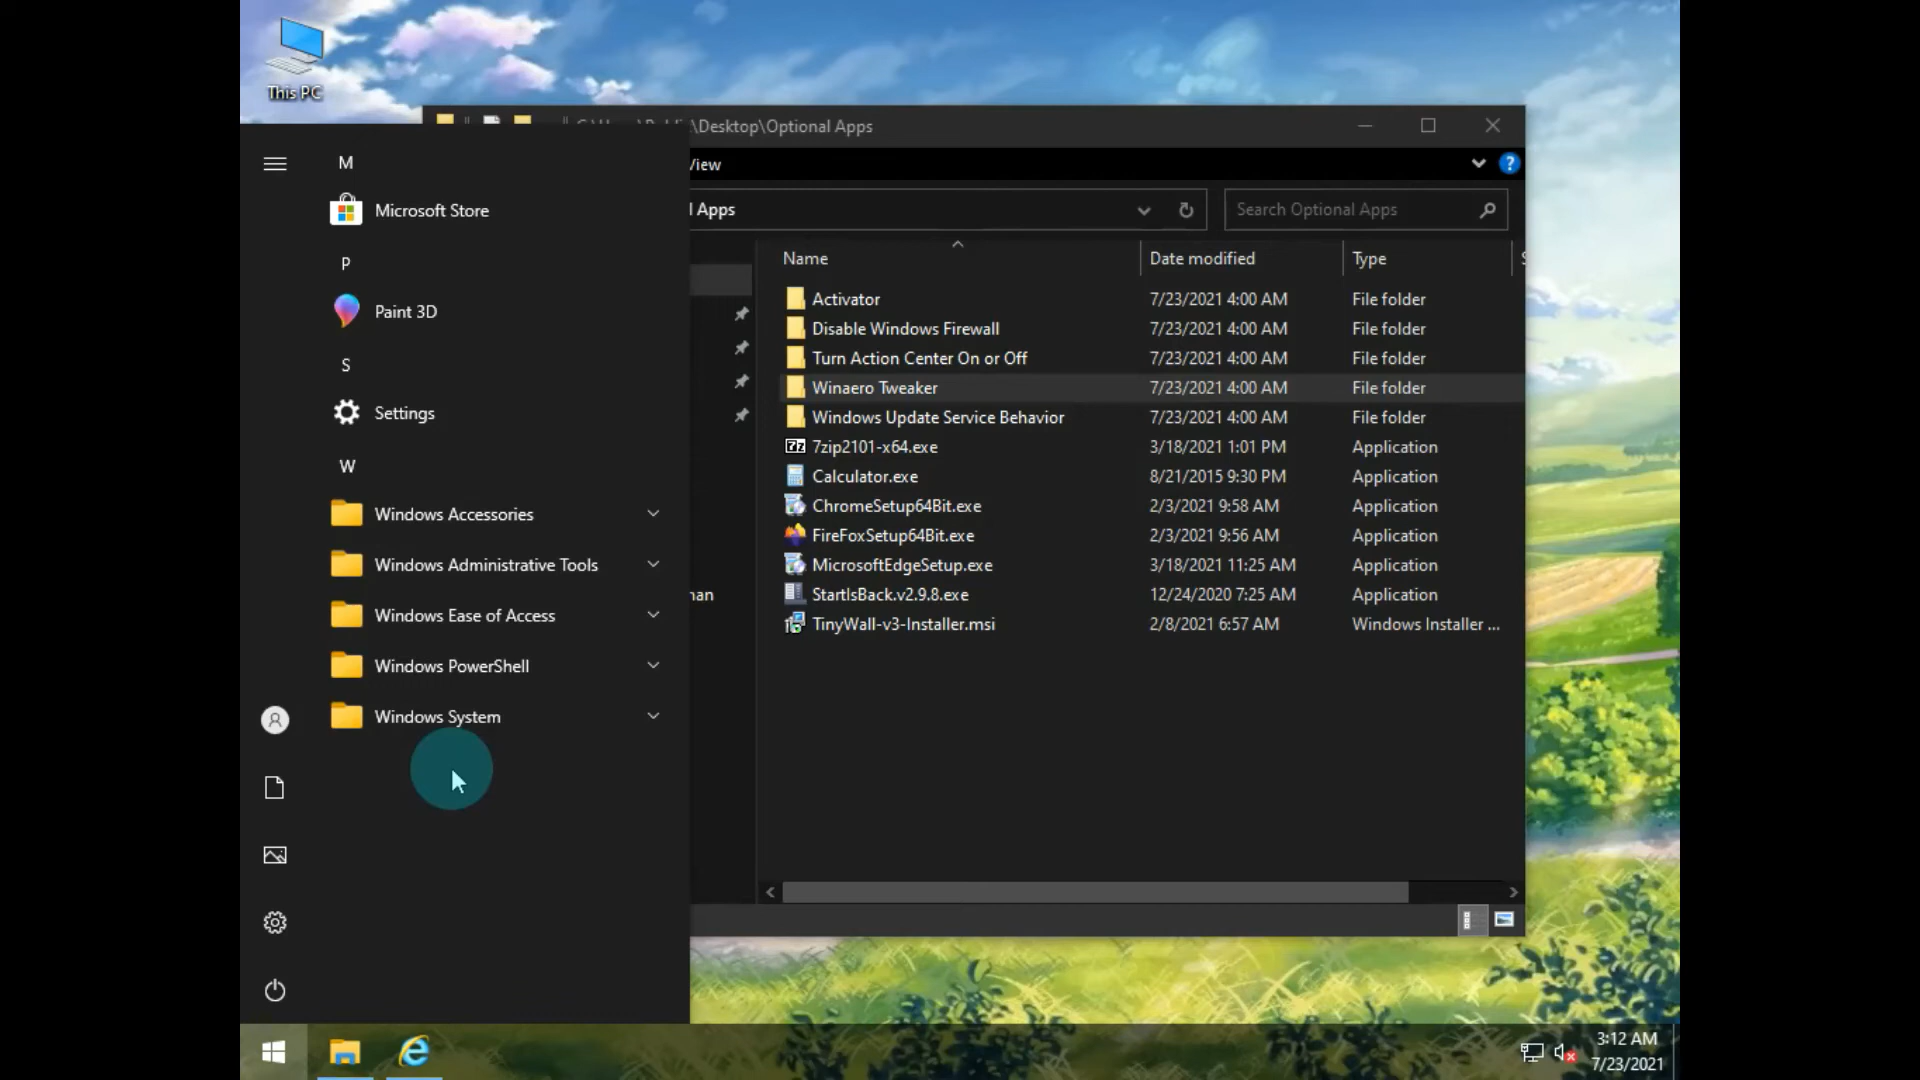 This PC
\Desktop\Optional Apps
View
Apps
Search Optional Apps
M
Microsoft Store
P
Paint 3D
S
Settings
W
Windows Accessories
Windows Administrative Tools
Windows Ease of Access
Windows PowerShell
Windows System
Name Date modified Type
Activator 7/23/2021 4:00 AM File folder
Disable Windows Firewall 7/23/2021 4:00 AM File folder
Turn Action Center On or Off 7/23/2021 4:00 AM File folder
Winaero Tweaker 7/23/2021 4:00 AM File folder
Windows Update Service Behavior 7/23/2021 4:00 AM File folder
7zip2101-x64.exe 3/18/2021 1:01 PM Application
Calculator.exe 8/21/2015 9:30 PM Application
ChromeSetup64Bit.exe 2/3/2021 9:58 AM Application
FireFoxSetup64Bit.exe 2/3/2021 9:56 AM Application
MicrosoftEdgeSetup.exe 3/18/2021 11:25 AM Application
StartIsBack.v2.9.8.exe 12/24/2020 7:25 AM Application
TinyWall-v3-Installer.msi 2/8/2021 6:57 AM Windows Installer ...
3:12 AM
7/23/2021